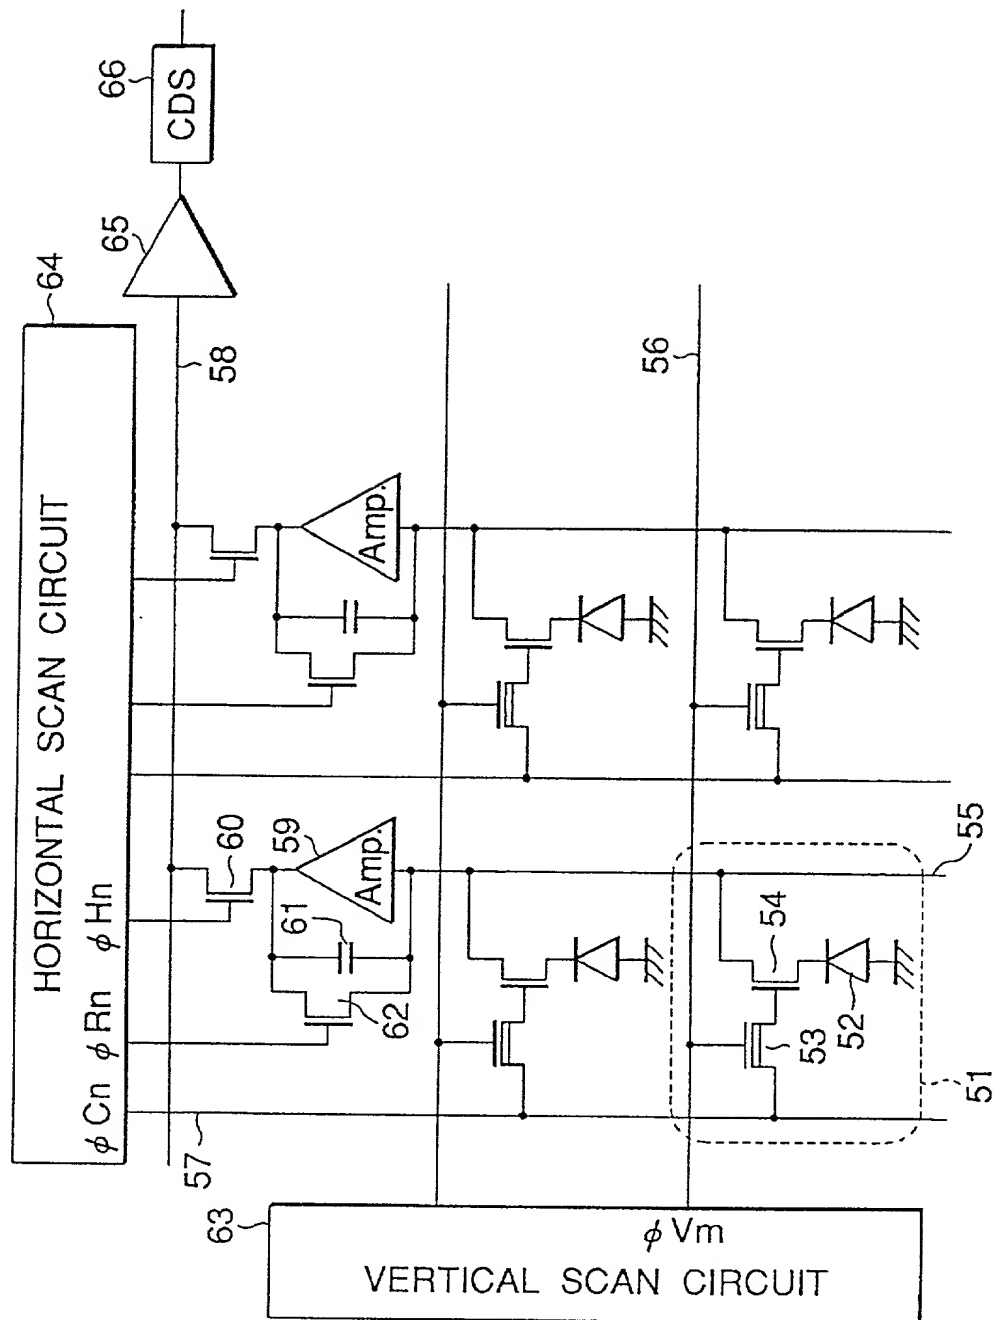 HORIZONTAL SCAN CIRCUIT
64
φCn φRn φHn
66
CDS
65
58
60
59
Amp.
Amp.
61
62
57
56
55
54
53
52
51
63
φVm
VERTICAL SCAN CIRCUIT